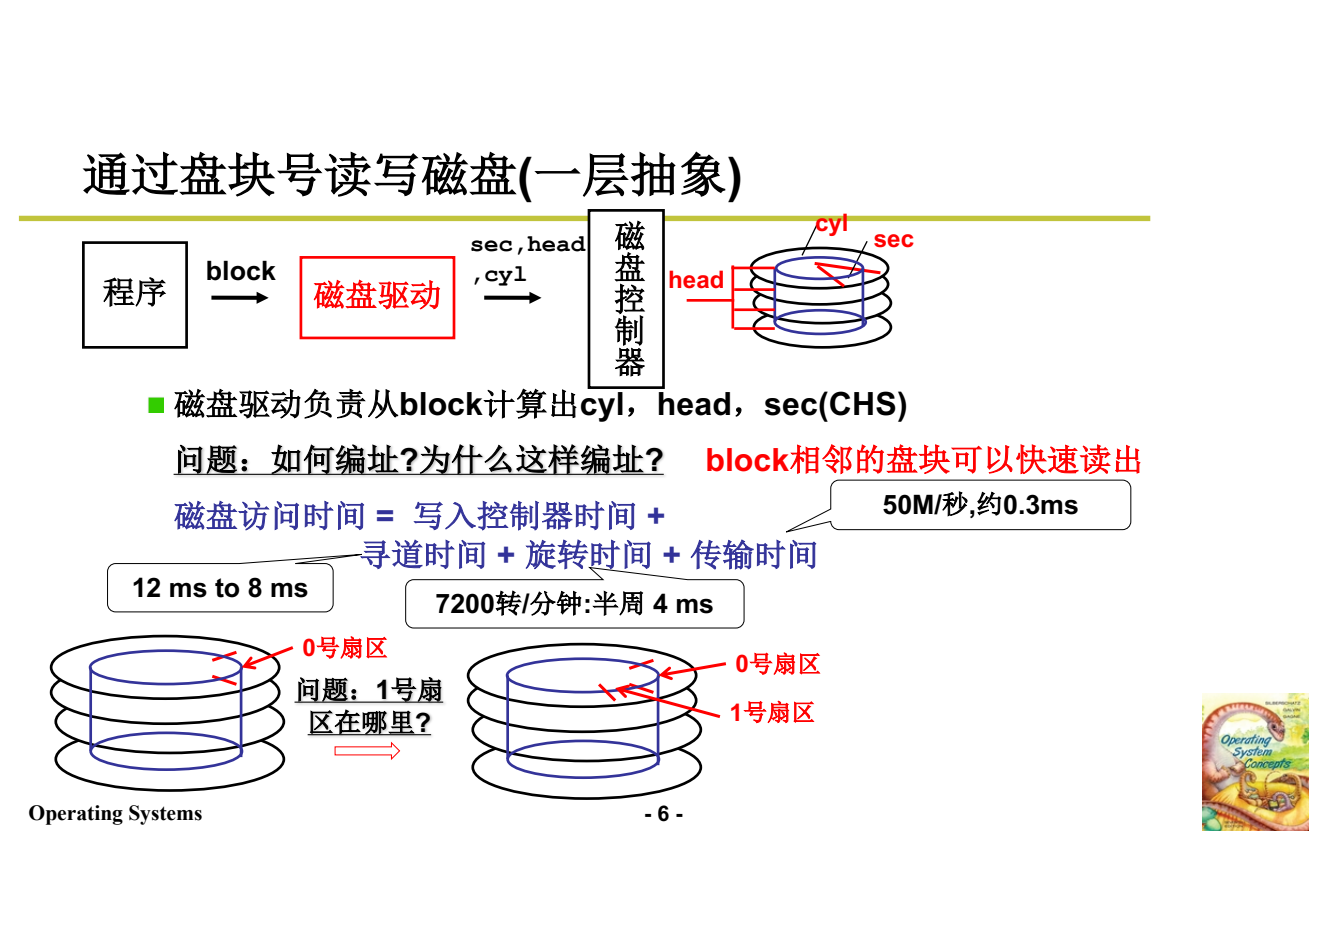 通过盘块号读写磁盘(一层抽象)
程序
block
磁盘驱动
sec,head
,cyl
磁盘控制器
head
cyl
sec
磁盘驱动负责从block计算出cyl，head，sec(CHS)
问题：如何编址?为什么这样编址?
block相邻的盘块可以快速读出
50M/秒,约0.3ms
磁盘访问时间 = 写入控制器时间 +
寻道时间 + 旋转时间 + 传输时间
12 ms to 8 ms
7200转/分钟:半周 4 ms
0号扇区
问题：1号扇
区在哪里?
0号扇区
1号扇区
SILBERSCHATZ
GALVIN
GAGNE
Operating
System
Concepts
Operating Systems
- 6 -